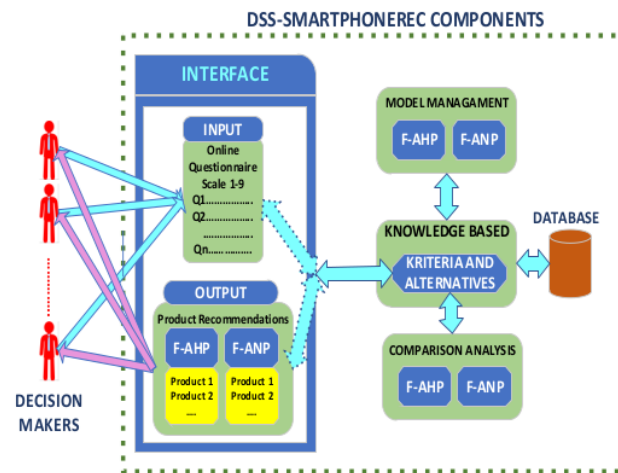 DSS-SMARTPHONEREC COMPONENTS
INTERFACE
INPUT
Online
Questionnaire
Scale 1-9
Q1................
Q2................
................
Qn................
OUTPUT
Product Recommendations
F-AHP F-ANP
Product 1 Product 1
Product 2 Product 2
.... ....
DECISION
MAKERS
MODEL MANAGAMENT
F-AHP F-ANP
KNOWLEDGE BASED
KRITERIA AND
ALTERNATIVES
DATABASE
COMPARISON ANALYSIS
F-AHP F-ANP